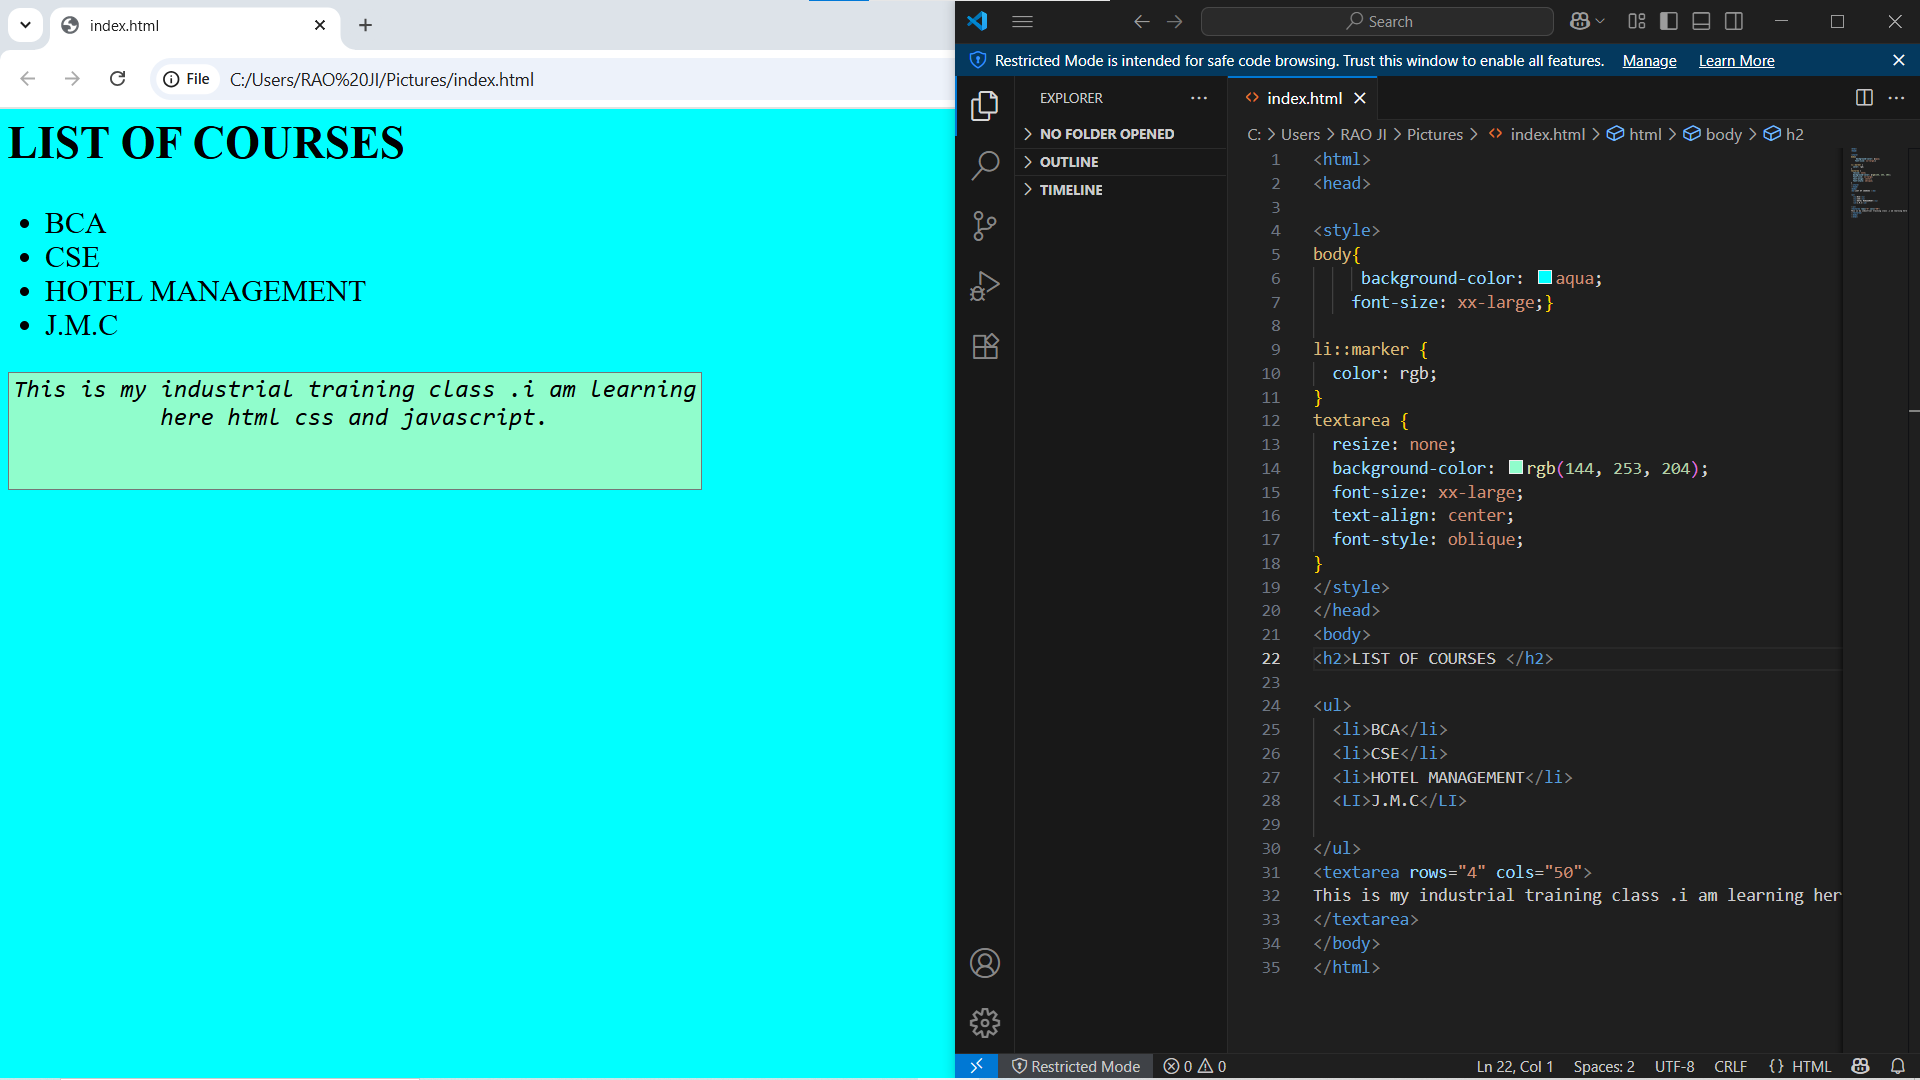 index.html
File
C:/Users/RAO%20JI/Pictures/index.html
LIST OF COURSES
BCA
CSE
HOTEL MANAGEMENT
J.M.C
This is my industrial training class .i am learning
here html css and javascript.
Search
Restricted Mode is intended for safe code browsing. Trust this window to enable all features. Manage Learn More
EXPLORER
NO FOLDER OPENED
OUTLINE
TIMELINE
index.html
C: > Users > RAO JI > Pictures > index.html > html > body > h2
1 <html>
2 <head>
3
4 <style>
5 body{
6 background-color: aqua;
7 font-size: xx-large;}
8
9 li::marker {
10 color: rgb;
11 }
12 textarea {
13 resize: none;
14 background-color: rgb(144, 253, 204);
15 font-size: xx-large;
16 text-align: center;
17 font-style: oblique;
18 }
19 </style>
20 </head>
21 <body>
22 <h2>LIST OF COURSES </h2>
23
24 <ul>
25 <li>BCA</li>
26 <li>CSE</li>
27 <li>HOTEL MANAGEMENT</li>
28 <LI>J.M.C</LI>
29
30 </ul>
31 <textarea rows="4" cols="50">
32 This is my industrial training class .i am learning her
33 </textarea>
34 </body>
35 </html>
Restricted Mode 0 0 Ln 22, Col 1 Spaces: 2 UTF-8 CRLF {} HTML